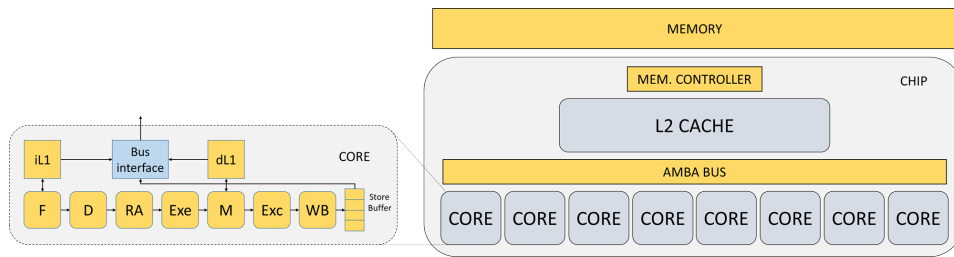 MEMORY
MEM. CONTROLLER
CHIP
L2 CACHE
AMBA BUS
CORE CORE CORE CORE CORE CORE CORE CORE
iL1
Bus
interface
dL1
CORE
F D RA Exe M Exc WB
Store
Buffer